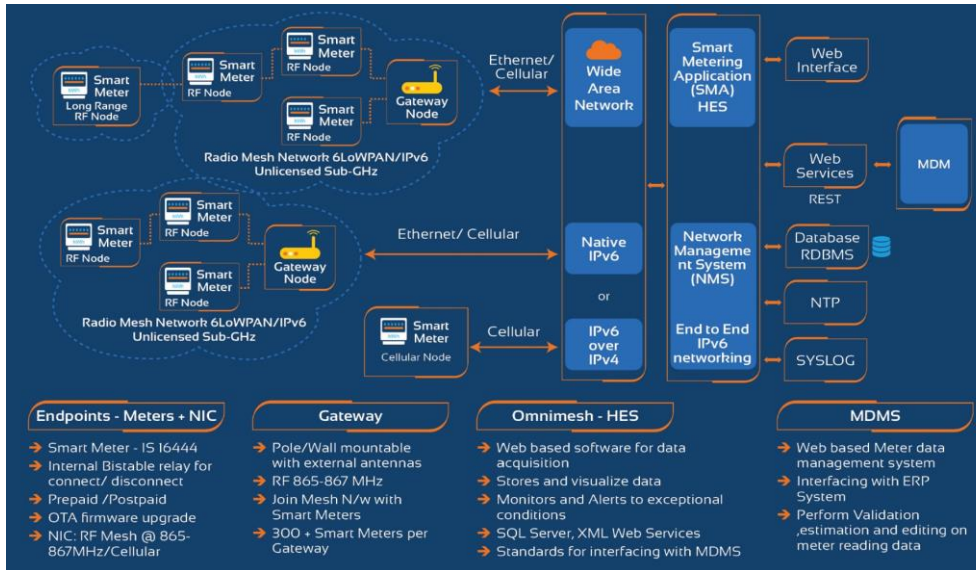 Smart
Meter
Long Range
RF Node
Smart
Meter
RF Node
Smart
Meter
RF Node
Smart
Meter
RF Node
Gateway
Node
Radio Mesh Network 6LoWPAN/IPv6
Unlicensed Sub-GHz
Ethernet/
Cellular
Wide
Area
Network
Smart
Metering
Application
(SMA)
HES
Web
Interface
Web
Services
REST
MDM
Smart
Meter
RF Node
Smart
Meter
RF Node
Smart
Meter
RF Node
Gateway
Node
Radio Mesh Network 6LoWPAN/IPv6
Unlicensed Sub-GHz
Ethernet/ Cellular
Native
IPv6
or
IPv6
over
IPv4
Network
Manageme
nt System
(NMS)
End to End
IPv6
networking
Database
RDBMS
NTP
SYSLOG
Smart
Meter
Cellular Node
Cellular
Endpoints - Meters + NIC
→ Smart Meter - IS 16444
→ Internal Bistable relay for
connect/ disconnect
→ Prepaid /Postpaid
→ OTA firmware upgrade
→ NIC: RF Mesh @ 865-
867MHz/Cellular
Gateway
→ Pole/Wall mountable
with external antennas
→ RF 865-867 MHz
→ Join Mesh N/w with
Smart Meters
→ 300 + Smart Meters per
Gateway
Omnimesh - HES
→ Web based software for data
acquisition
→ Stores and visualize data
→ Monitors and Alerts to exceptional
conditions
→ SQL Server, XML Web Services
→ Standards for interfacing with MDMS
MDMS
→ Web based Meter data
management system
→ Interfacing with ERP
System
→ Perform Validation
,estimation and editing on
meter reading data